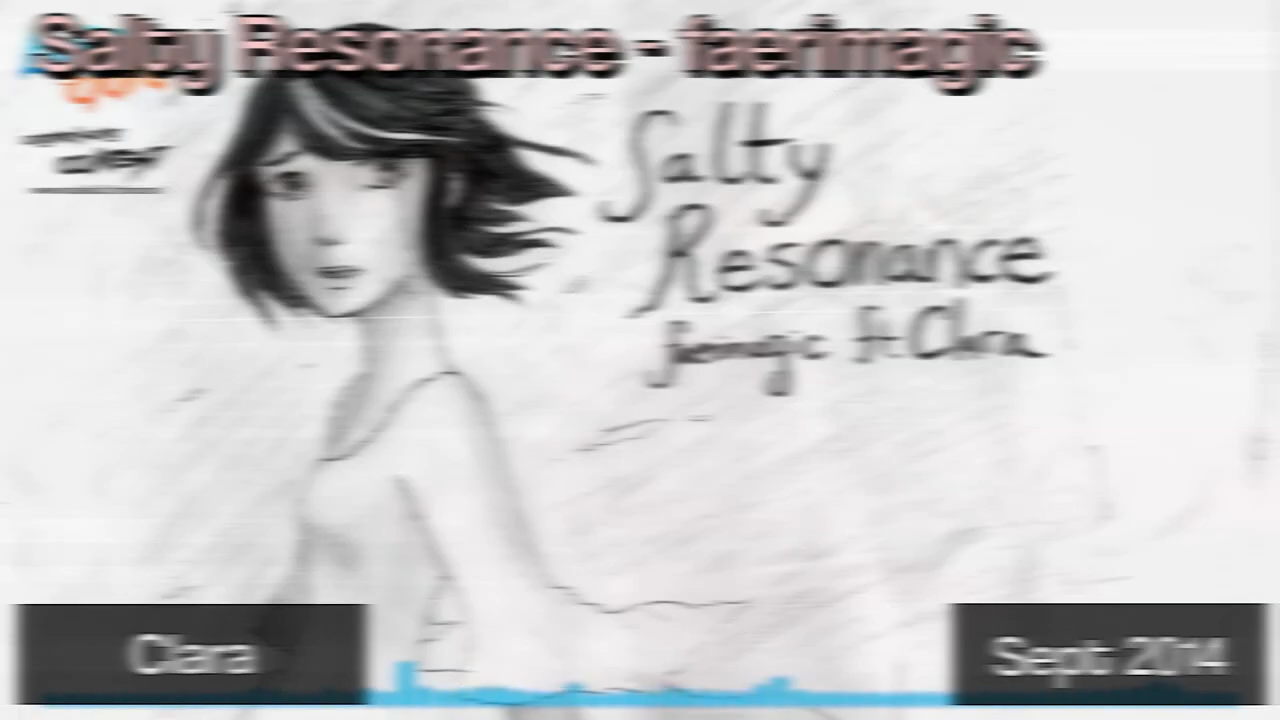 Salty Resonance - faerimagic
Salty
Resonance
faerimagic ft. Clara
Clara
Sept 2014